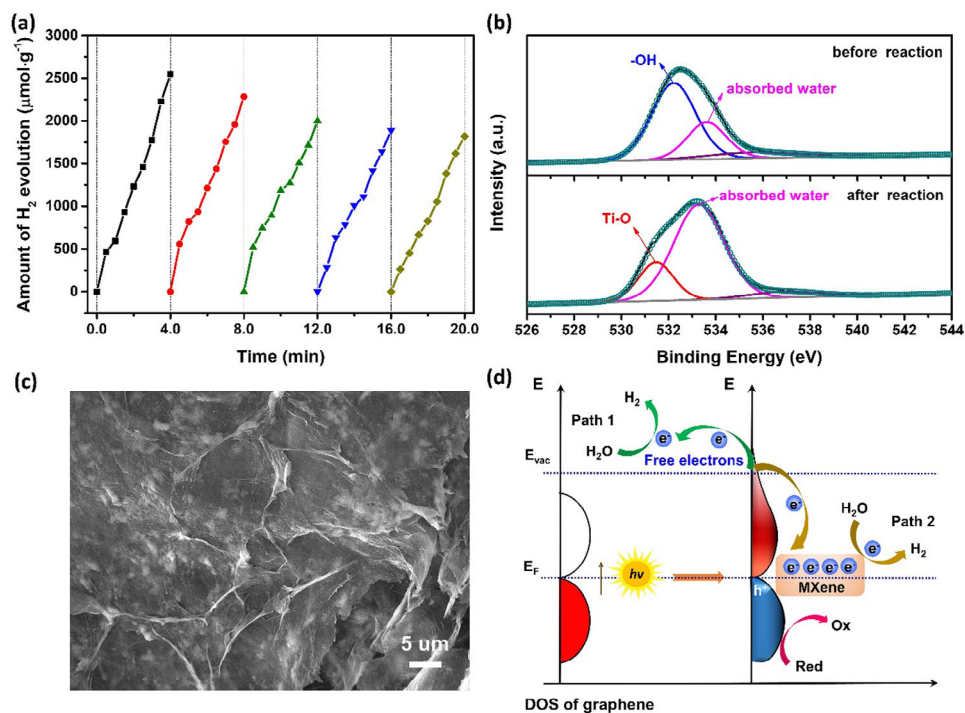 (a)
Amount of H₂ evolution (μmol·g⁻¹)
3000
2500
2000
1500
1000
500
0
0.0
4.0
8.0
12.0
16.0
20.0
Time (min)
(b)
Intensity (a.u.)
before reaction
-OH
absorbed water
after reaction
absorbed water
Ti-O
526
528
530
532
534
536
538
540
542
544
Binding Energy (eV)
(c)
5 um
(d)
E
E
H₂
Path 1
H₂O
e⁻
e⁻
Free electrons
E_vac
e⁻
H₂O
Path 2
e⁻
H₂
E_F
hv
e⁻ e⁻ e⁻ e⁻
MXene
h⁺
Ox
Red
DOS of graphene